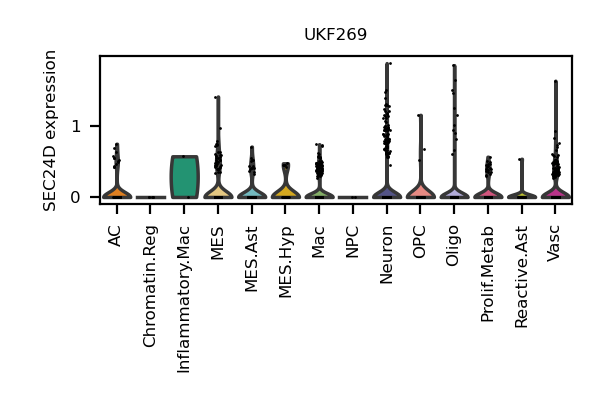 UKF269
SEC24D expression
1
0
AC
Chromatin.Reg
Inflammatory.Mac
MES
MES.Ast
MES.Hyp
Mac
NPC
Neuron
OPC
Oligo
Prolif.Metab
Reactive.Ast
Vasc